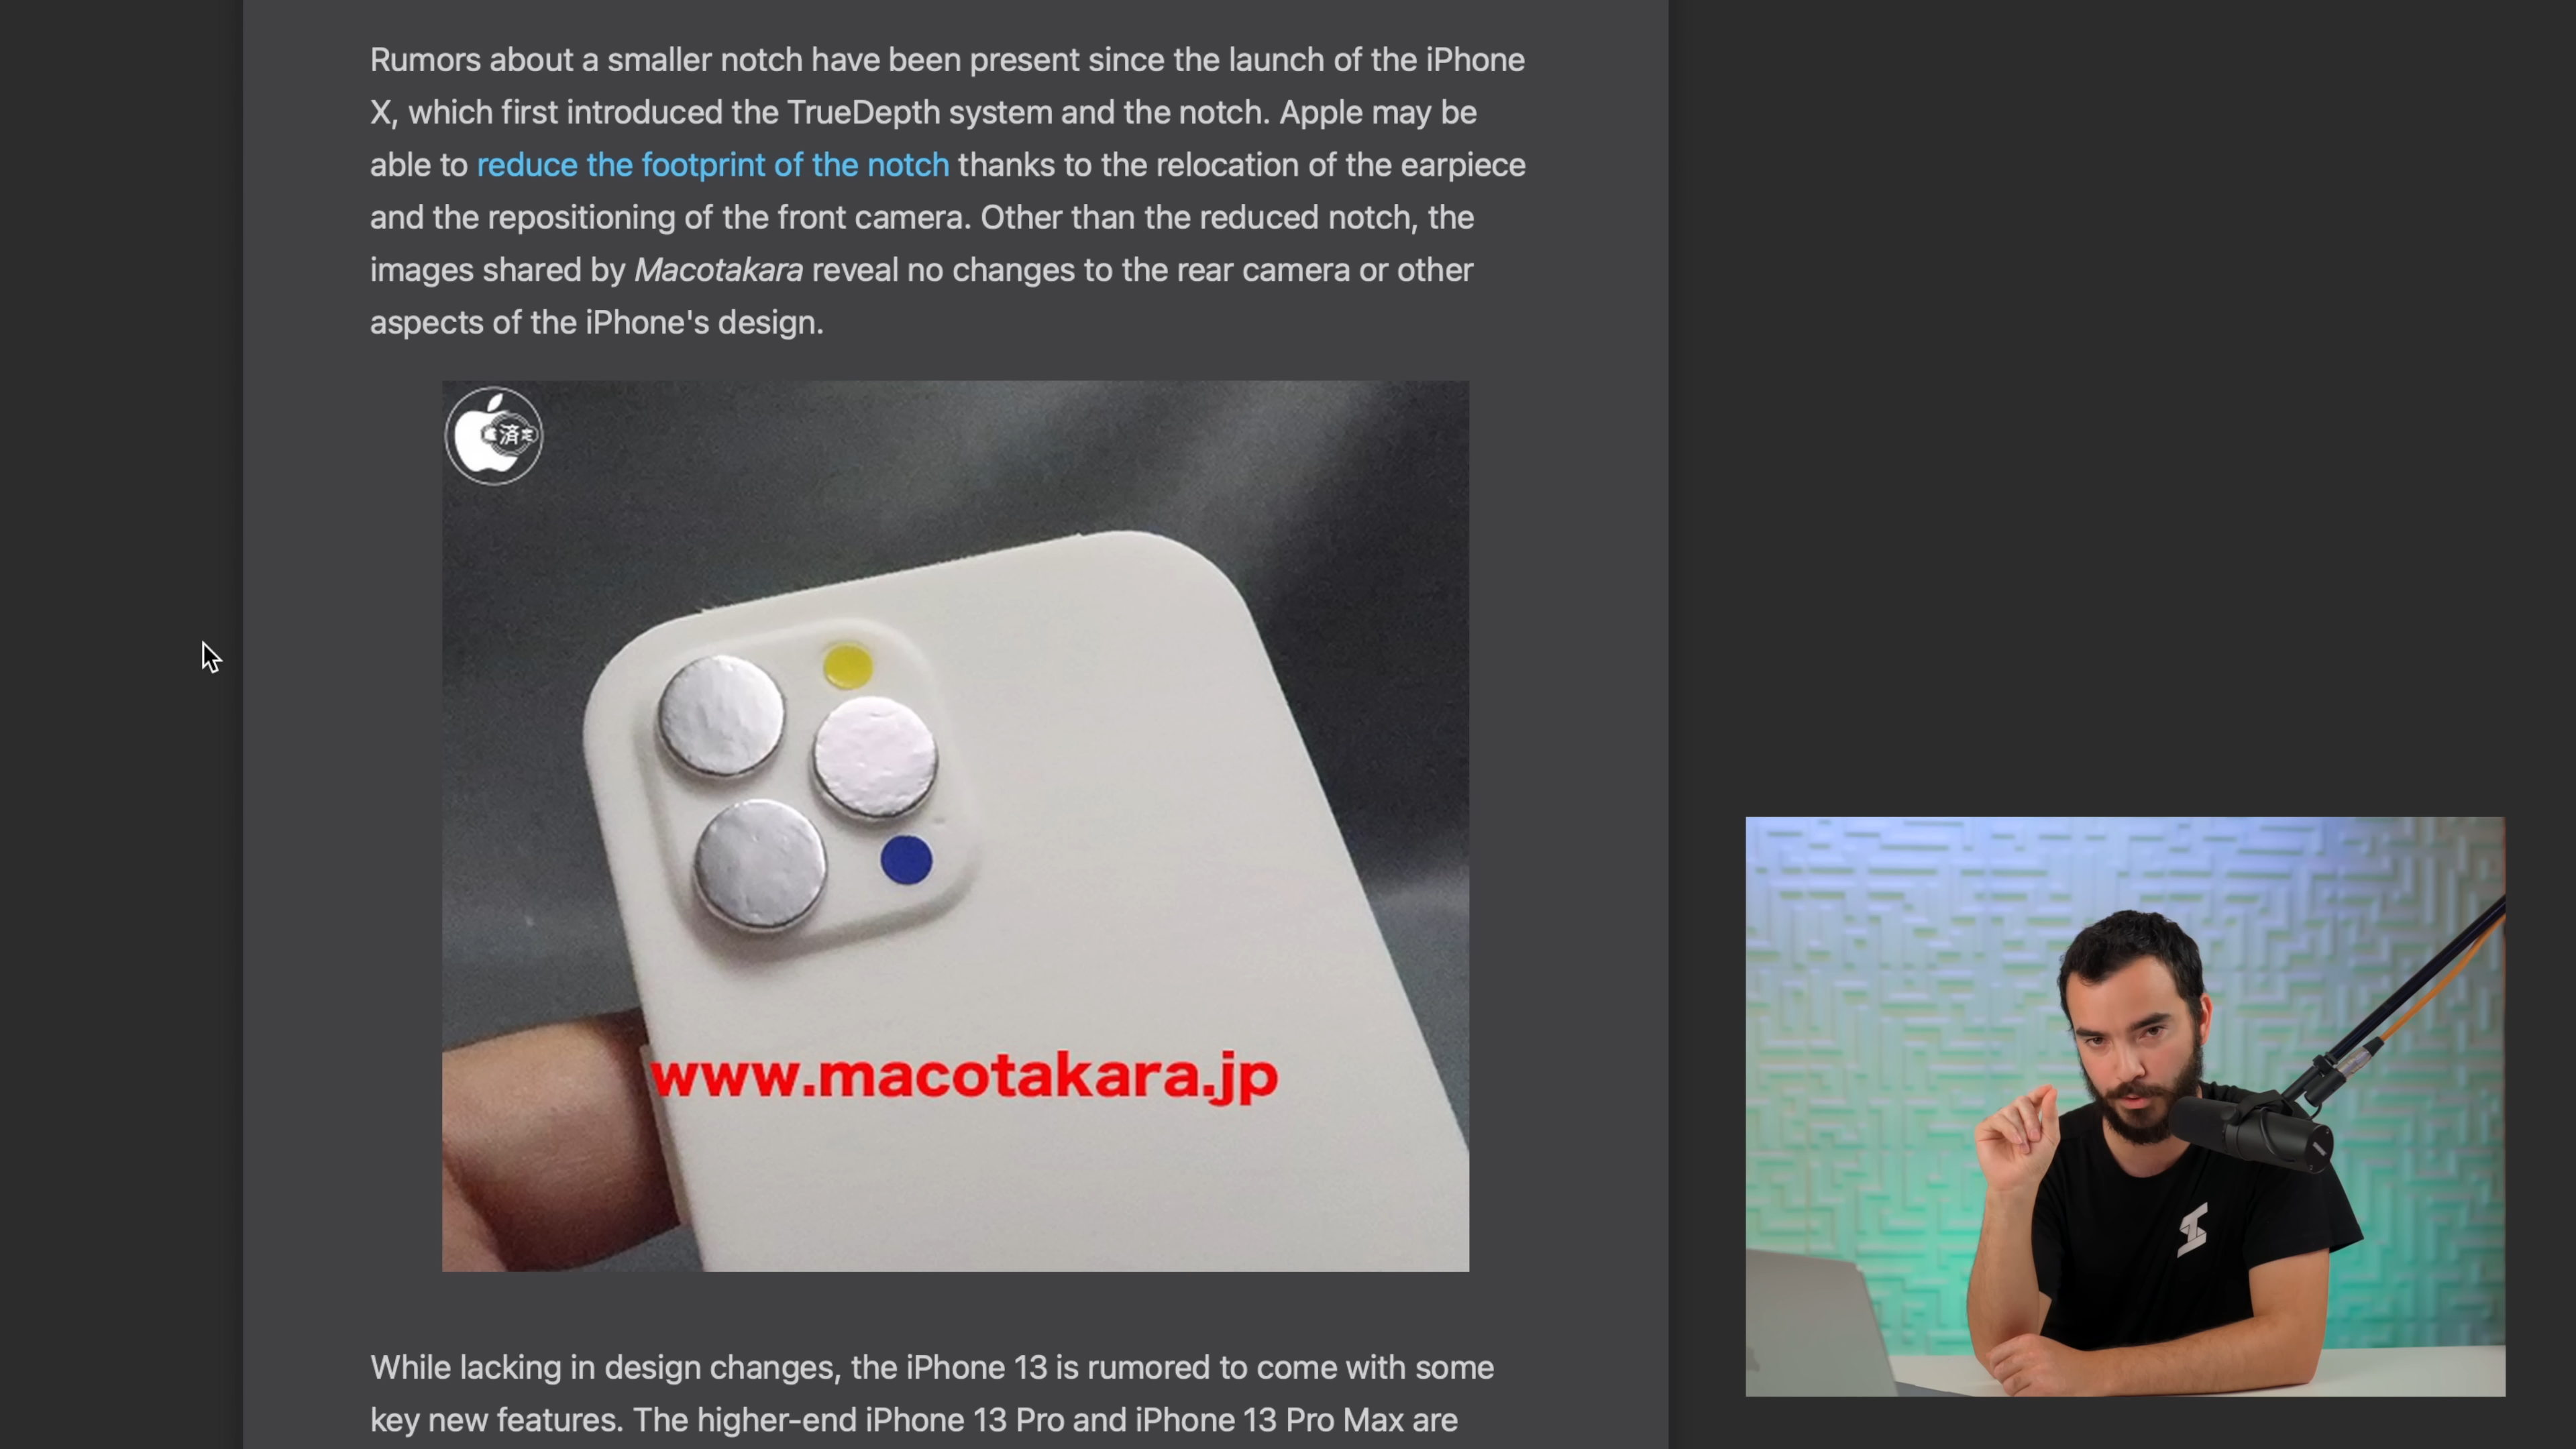 Rumors about a smaller notch have been present since the launch of the iPhone
X, which first introduced the TrueDepth system and the notch. Apple may be
able to reduce the footprint of the notch thanks to the relocation of the earpiece
and the repositioning of the front camera. Other than the reduced notch, the
images shared by Macotakara reveal no changes to the rear camera or other
aspects of the iPhone's design.
済
www.macotakara.jp
While lacking in design changes, the iPhone 13 is rumored to come with some
key new features. The higher-end iPhone 13 Pro and iPhone 13 Pro Max are